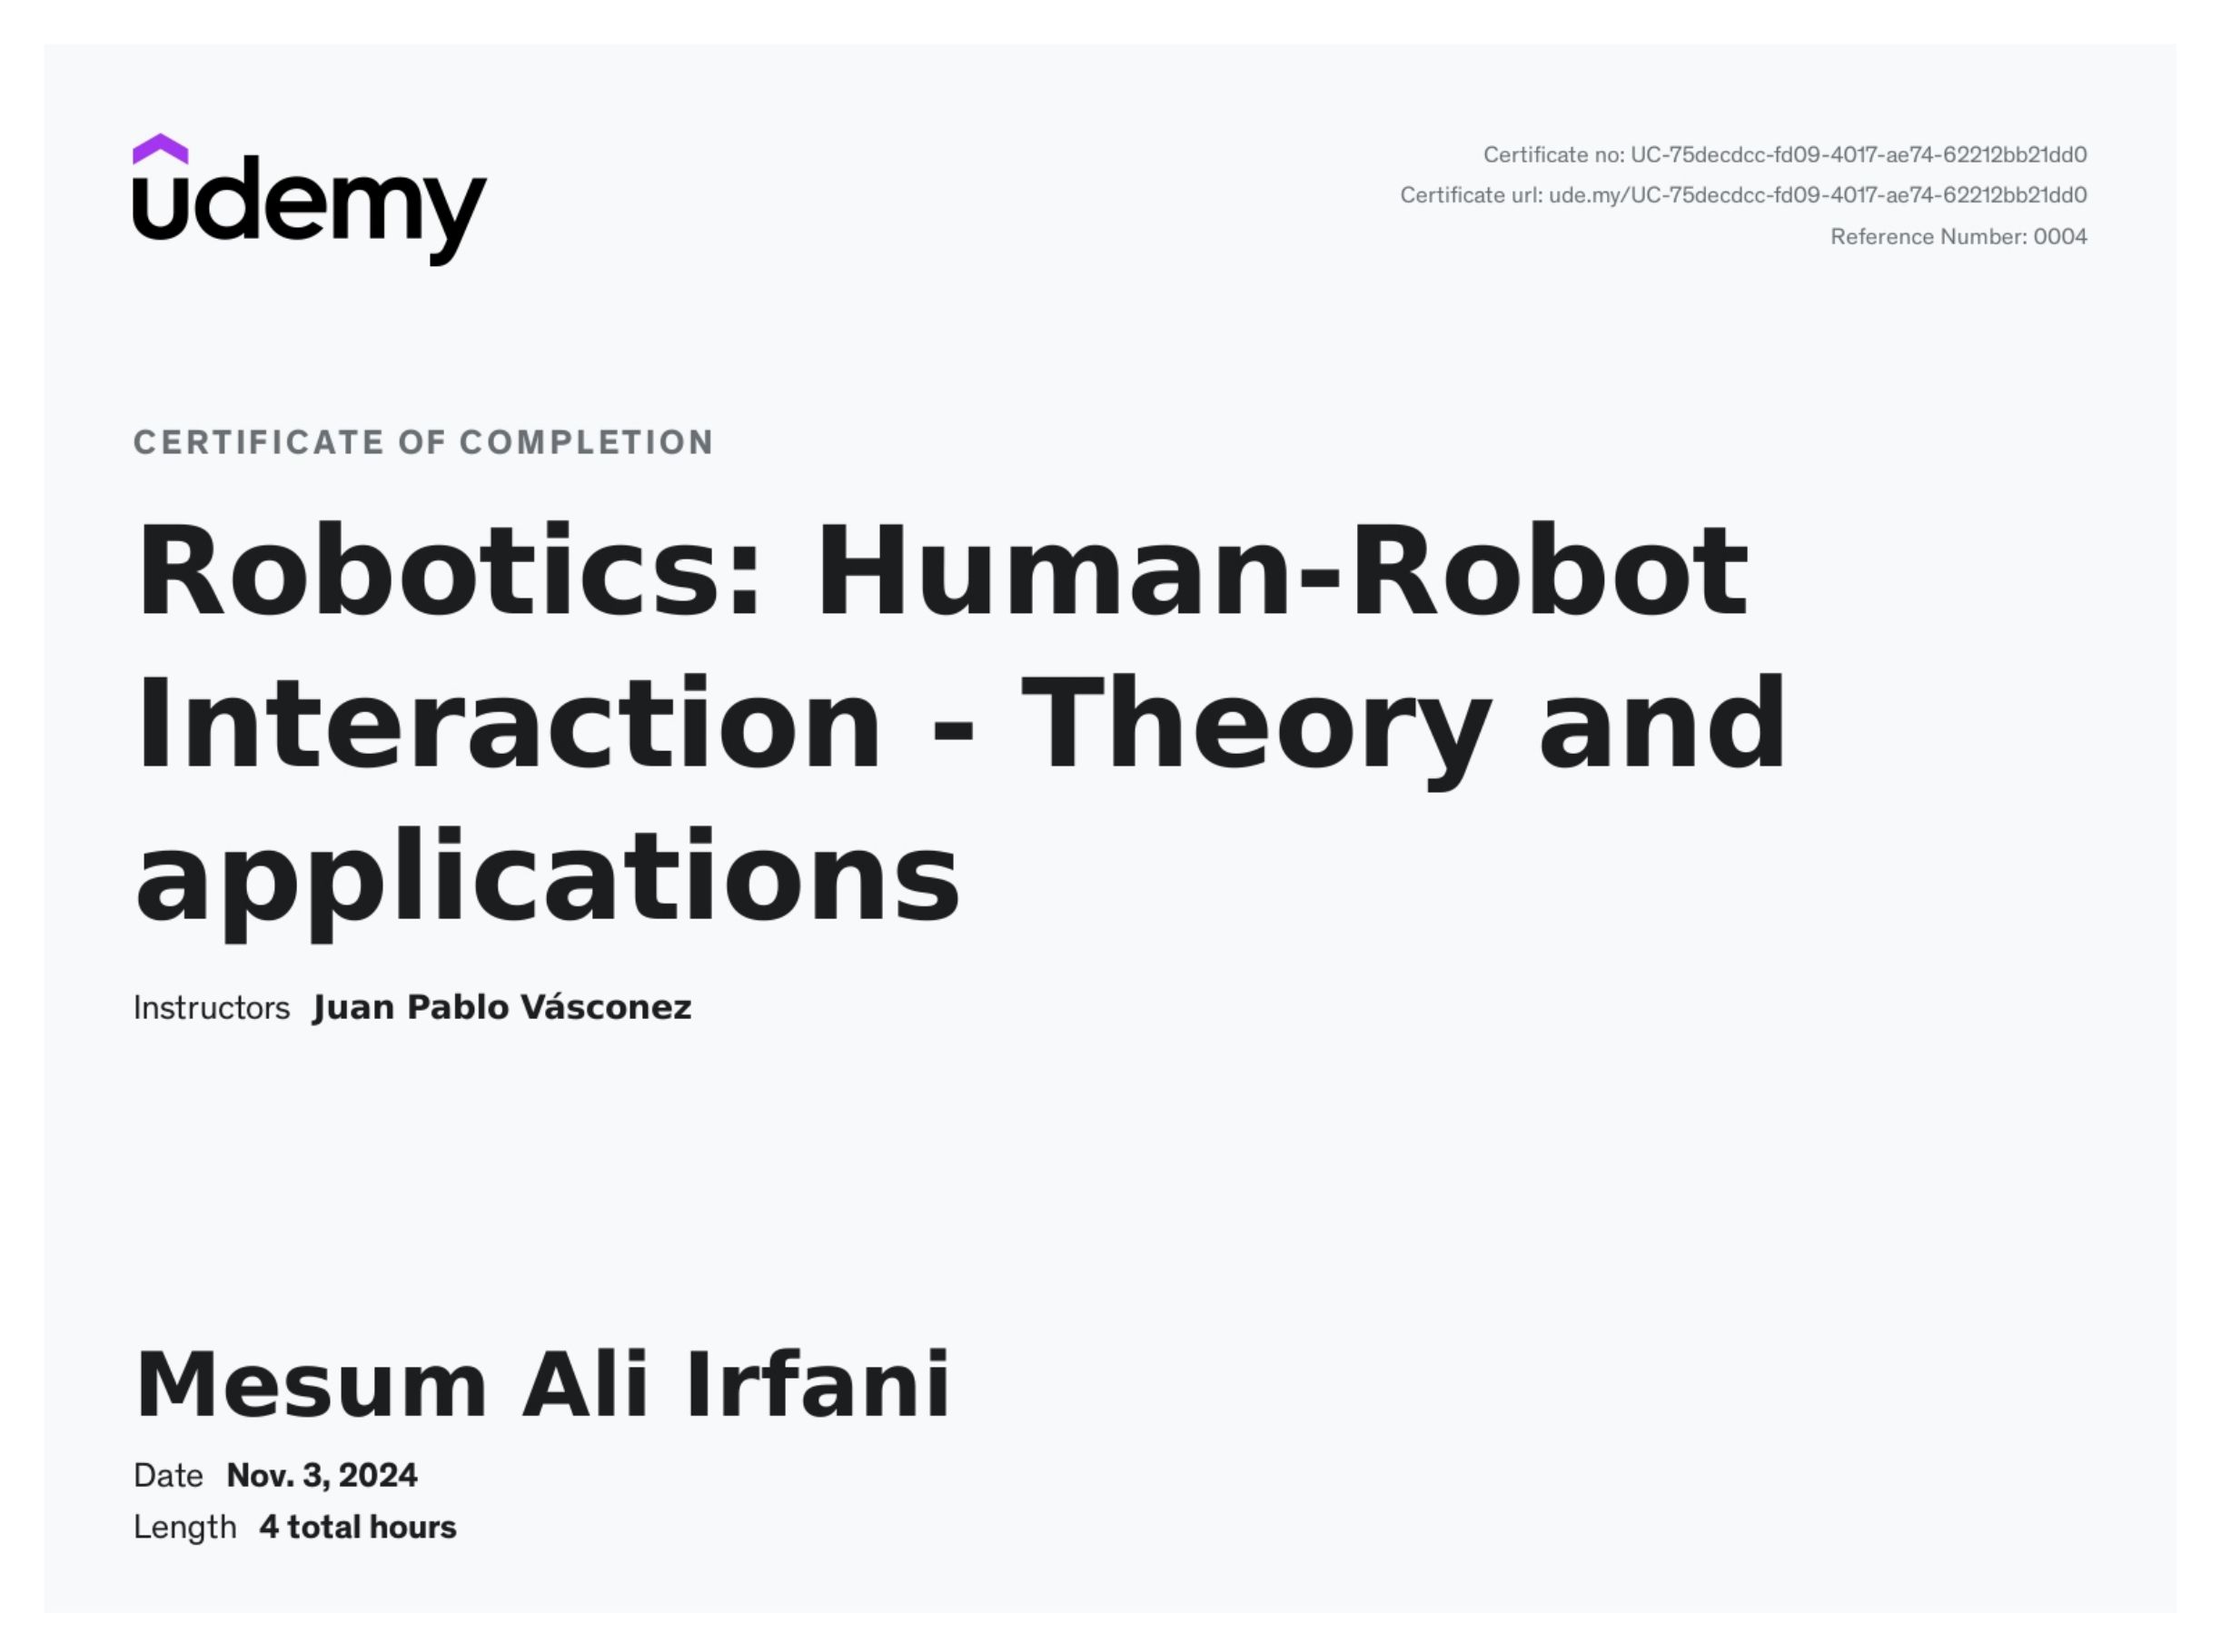 udemy
Certificate no: UC-75decdcc-fd09-4017-ae74-62212bb21dd0
Certificate url: ude.my/UC-75decdcc-fd09-4017-ae74-62212bb21dd0
Reference Number: 0004
CERTIFICATE OF COMPLETION
Robotics: Human-Robot
Interaction - Theory and
applications
Instructors Juan Pablo Vásconez
Mesum Ali Irfani
Date Nov. 3, 2024
Length 4 total hours